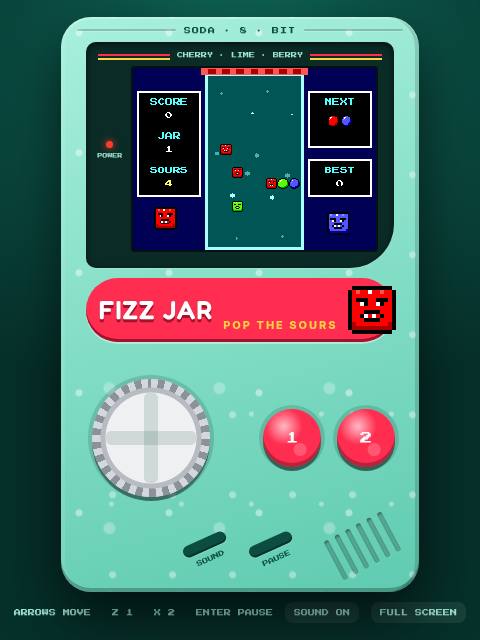 SODA · 8 · BIT
CHERRY · LIME · BERRY
SCORE
0
JAR
1
SOURS
4
NEXT
BEST
0
POWER
FIZZ JAR
POP THE SOURS
1
2
SOUND
PAUSE
ARROWS MOVE Z 1 X 2 ENTER PAUSE SOUND ON FULL SCREEN